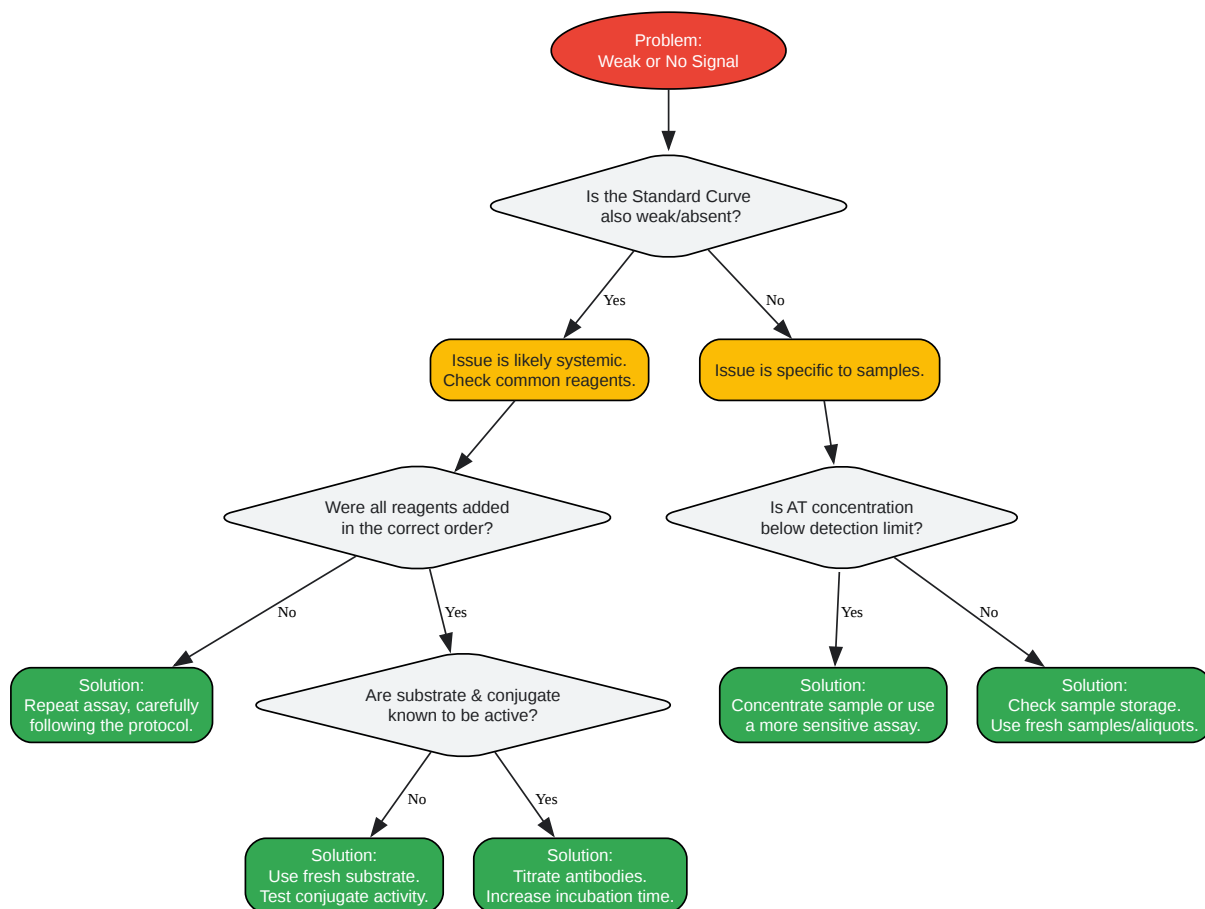 Problem:
Weak or No Signal
Is the Standard Curve
also weak/absent?
Yes
No
Issue is likely systemic.
Check common reagents.
Issue is specific to samples.
Were all reagents added
in the correct order?
Is AT concentration
below detection limit?
No
Yes
Yes
No
Solution:
Repeat assay, carefully
following the protocol.
Are substrate & conjugate
known to be active?
Solution:
Concentrate sample or use
a more sensitive assay.
Solution:
Check sample storage.
Use fresh samples/aliquots.
No
Yes
Solution:
Use fresh substrate.
Test conjugate activity.
Solution:
Titrate antibodies.
Increase incubation time.